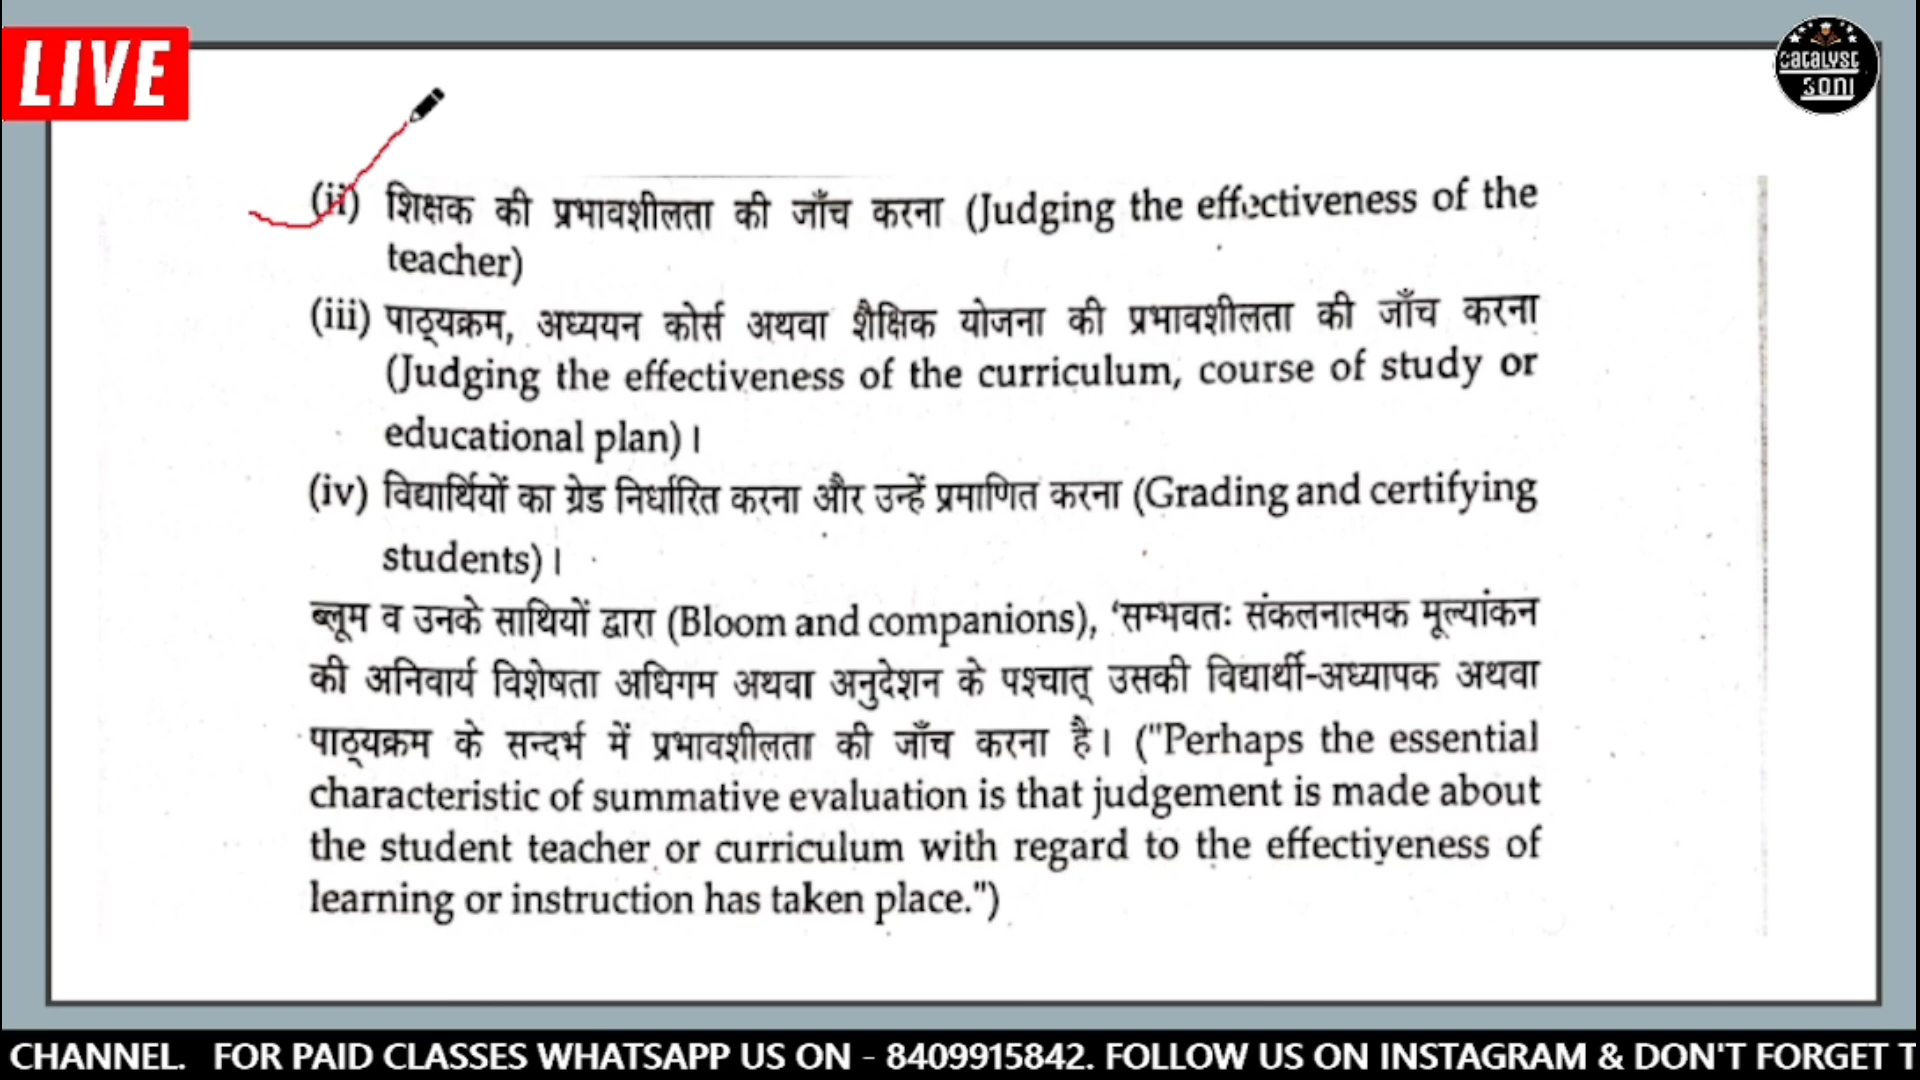 LIVE
CATALYST
SONI
(ii) शिक्षक की प्रभावशीलता की जाँच करना (Judging the effectiveness of the
teacher)
(iii) पाठ्यक्रम, अध्ययन कोर्स अथवा शैक्षिक योजना की प्रभावशीलता की जाँच करना
(Judging the effectiveness of the curriculum, course of study or
educational plan)।
(iv) विद्यार्थियों का ग्रेड निर्धारित करना और उन्हें प्रमाणित करना (Grading and certifying
students)।
ब्लूम व उनके साथियों द्वारा (Bloom and companions), 'सम्भवतः संकलनात्मक मूल्यांकन
की अनिवार्य विशेषता अधिगम अथवा अनुदेशन के पश्चात् उसकी विद्यार्थी-अध्यापक अथवा
पाठ्यक्रम के सन्दर्भ में प्रभावशीलता की जाँच करना है। ("Perhaps the essential
characteristic of summative evaluation is that judgement is made about
the student teacher or curriculum with regard to the effectiveness of
learning or instruction has taken place.")
CHANNEL. FOR PAID CLASSES WHATSAPP US ON - 8409915842. FOLLOW US ON INSTAGRAM & DON'T FORGET T